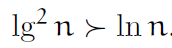 lg² n ≻ ln n.